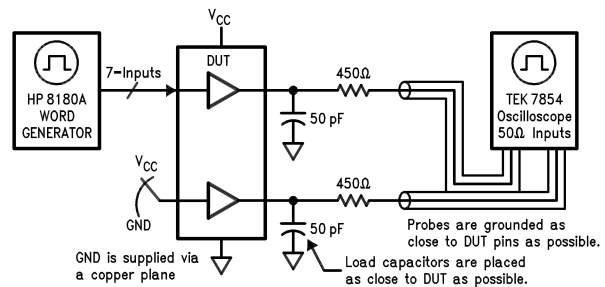 VCC
DUT
7-Inputs
HP 8180A
WORD
GENERATOR
450Ω
50 pF
TEK 7854
Oscilloscope
50Ω Inputs
VCC
GND
450Ω
50 pF
Probes are grounded as
close to DUT pins as possible.
GND is supplied via
a copper plane
Load capacitors are placed
as close to DUT as possible.